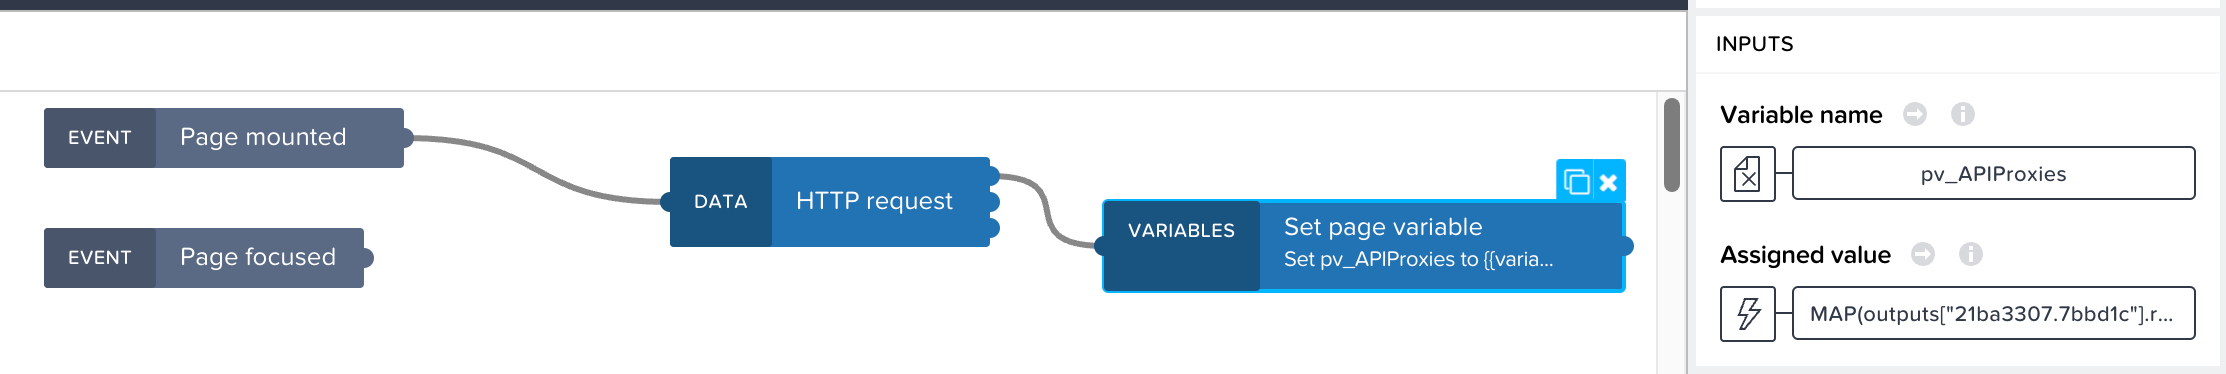 EVENT Page mounted
EVENT Page focused
DATA HTTP request
VARIABLES Set page variable
Set pv_APIProxies to {{varia...
INPUTS
Variable name
pv_APIProxies
Assigned value
MAP(outputs["21ba3307.7bbd1c"].r...